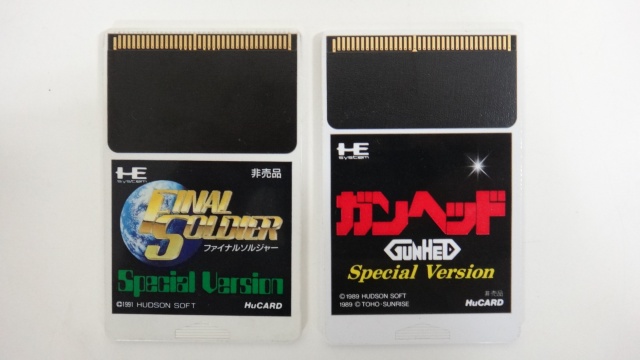 HE
SYSTEM
非売品
FINAL
SOLDIER
ファイナルソルジャー
Special Version
©1991 HUDSON SOFT
HuCARD
HE
SYSTEM
ガンヘッド
GUNHED
Special Version
©1989 HUDSON SOFT
1989 © TOHO・SUNRISE
非売品
HuCARD